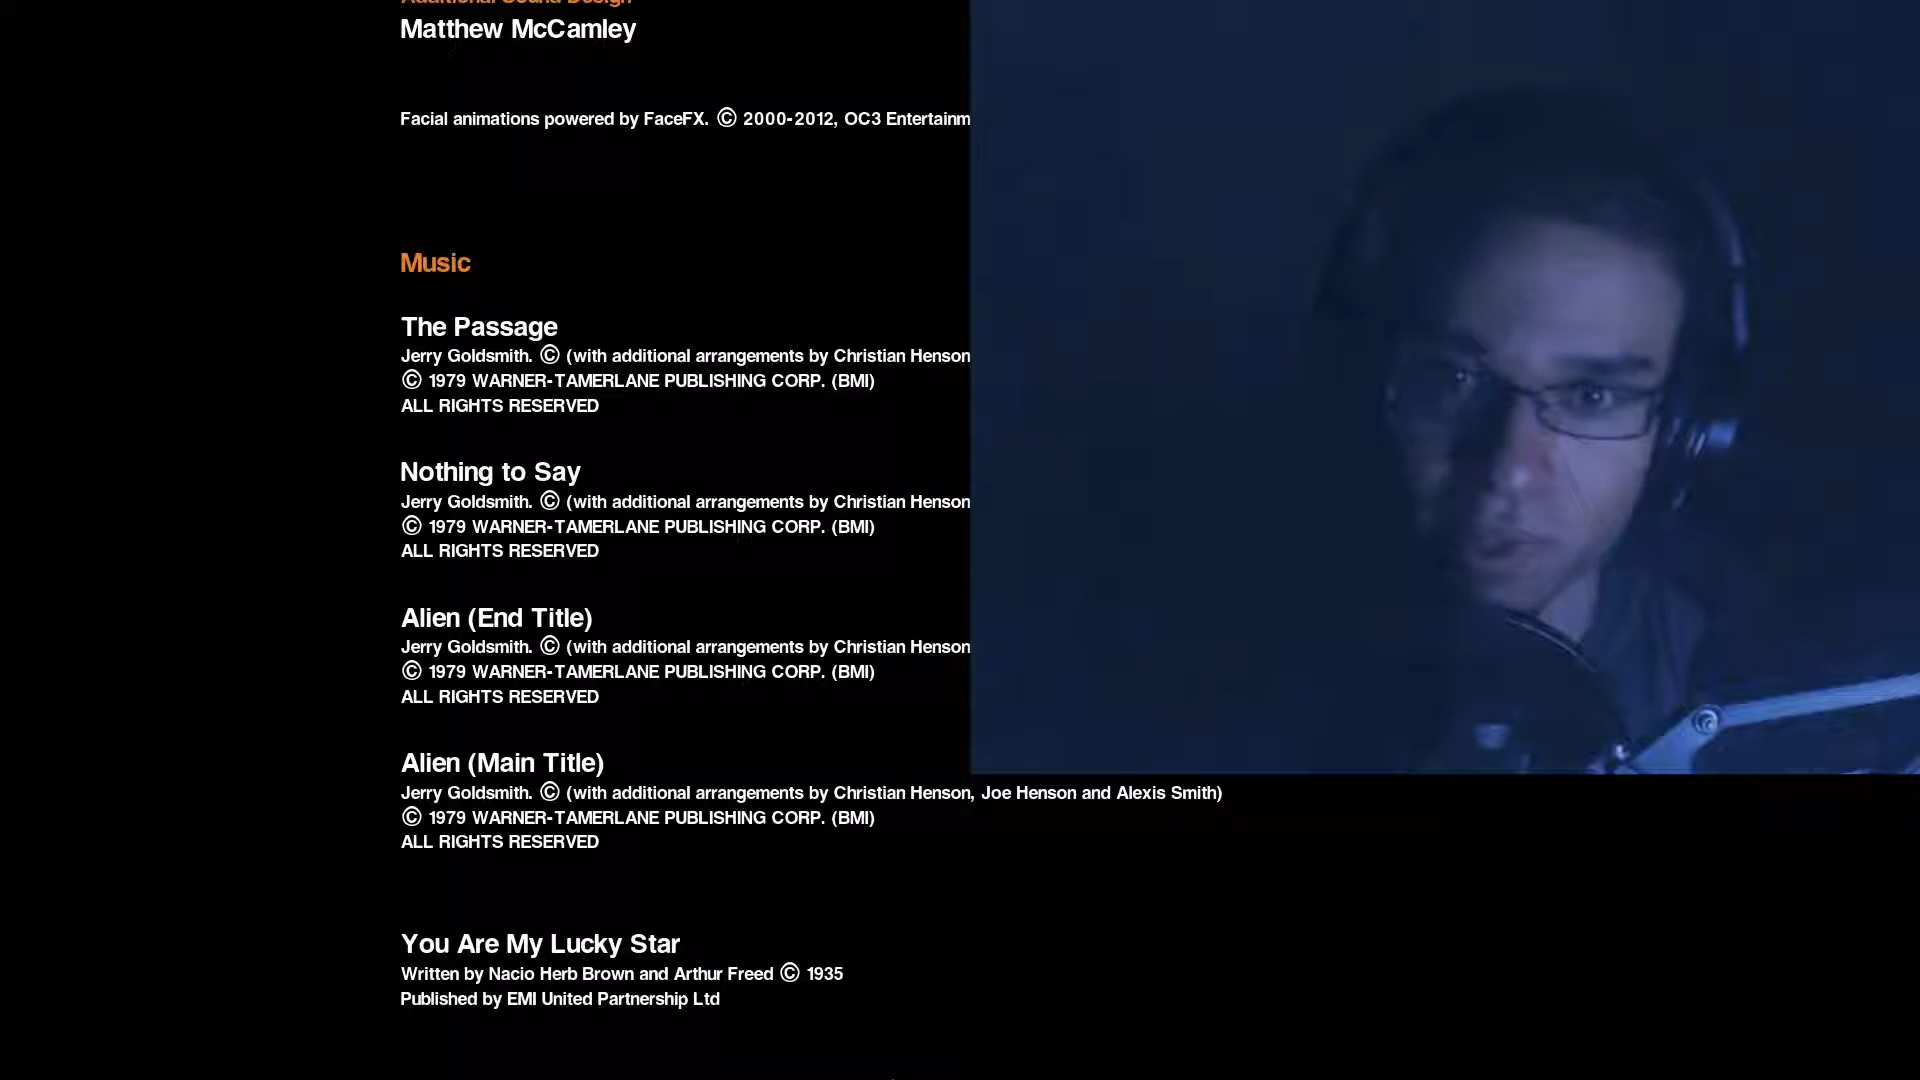 Additional Sound Design
Matthew McCamley
Facial animations powered by FaceFX. © 2000-2012, OC3 Entertainm
Music
The Passage
Jerry Goldsmith. © (with additional arrangements by Christian Henson
© 1979 WARNER-TAMERLANE PUBLISHING CORP. (BMI)
ALL RIGHTS RESERVED
Nothing to Say
Jerry Goldsmith. © (with additional arrangements by Christian Henson
© 1979 WARNER-TAMERLANE PUBLISHING CORP. (BMI)
ALL RIGHTS RESERVED
Alien (End Title)
Jerry Goldsmith. © (with additional arrangements by Christian Henson
© 1979 WARNER-TAMERLANE PUBLISHING CORP. (BMI)
ALL RIGHTS RESERVED
Alien (Main Title)
Jerry Goldsmith. © (with additional arrangements by Christian Henson, Joe Henson and Alexis Smith)
© 1979 WARNER-TAMERLANE PUBLISHING CORP. (BMI)
ALL RIGHTS RESERVED
You Are My Lucky Star
Written by Nacio Herb Brown and Arthur Freed © 1935
Published by EMI United Partnership Ltd